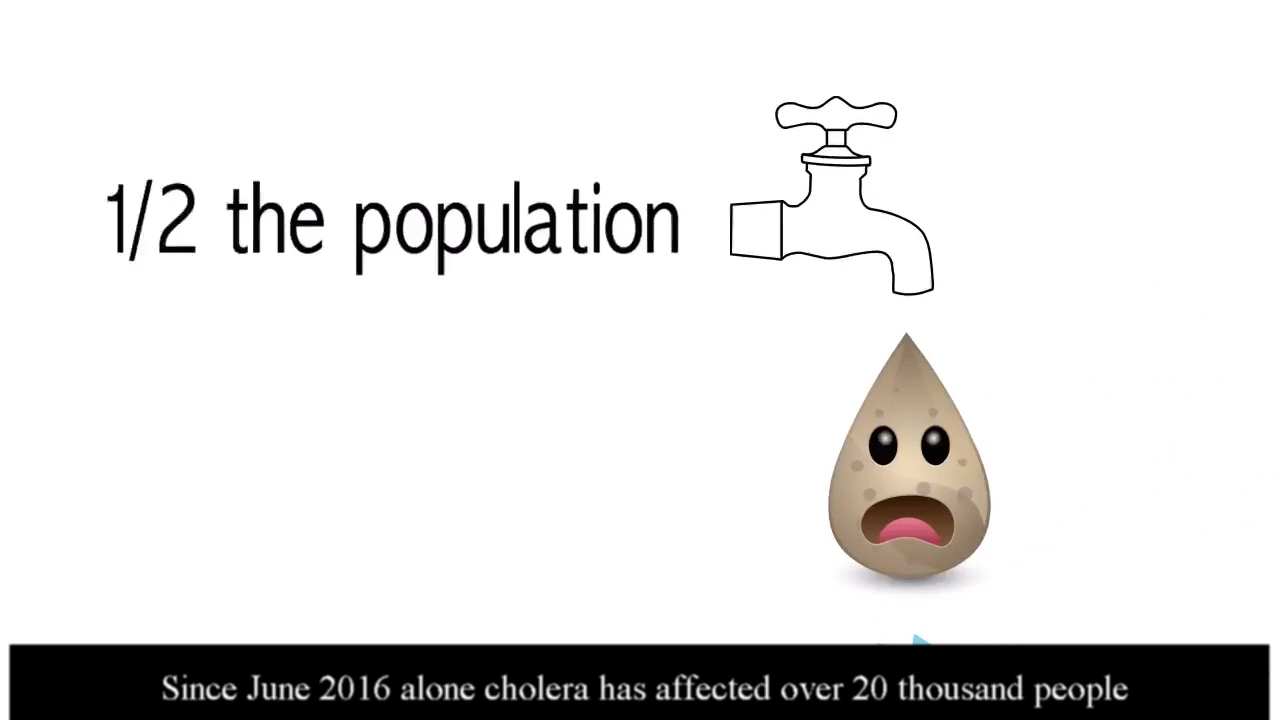 1/2 the population
Since June 2016 alone cholera has affected over 20 thousand people